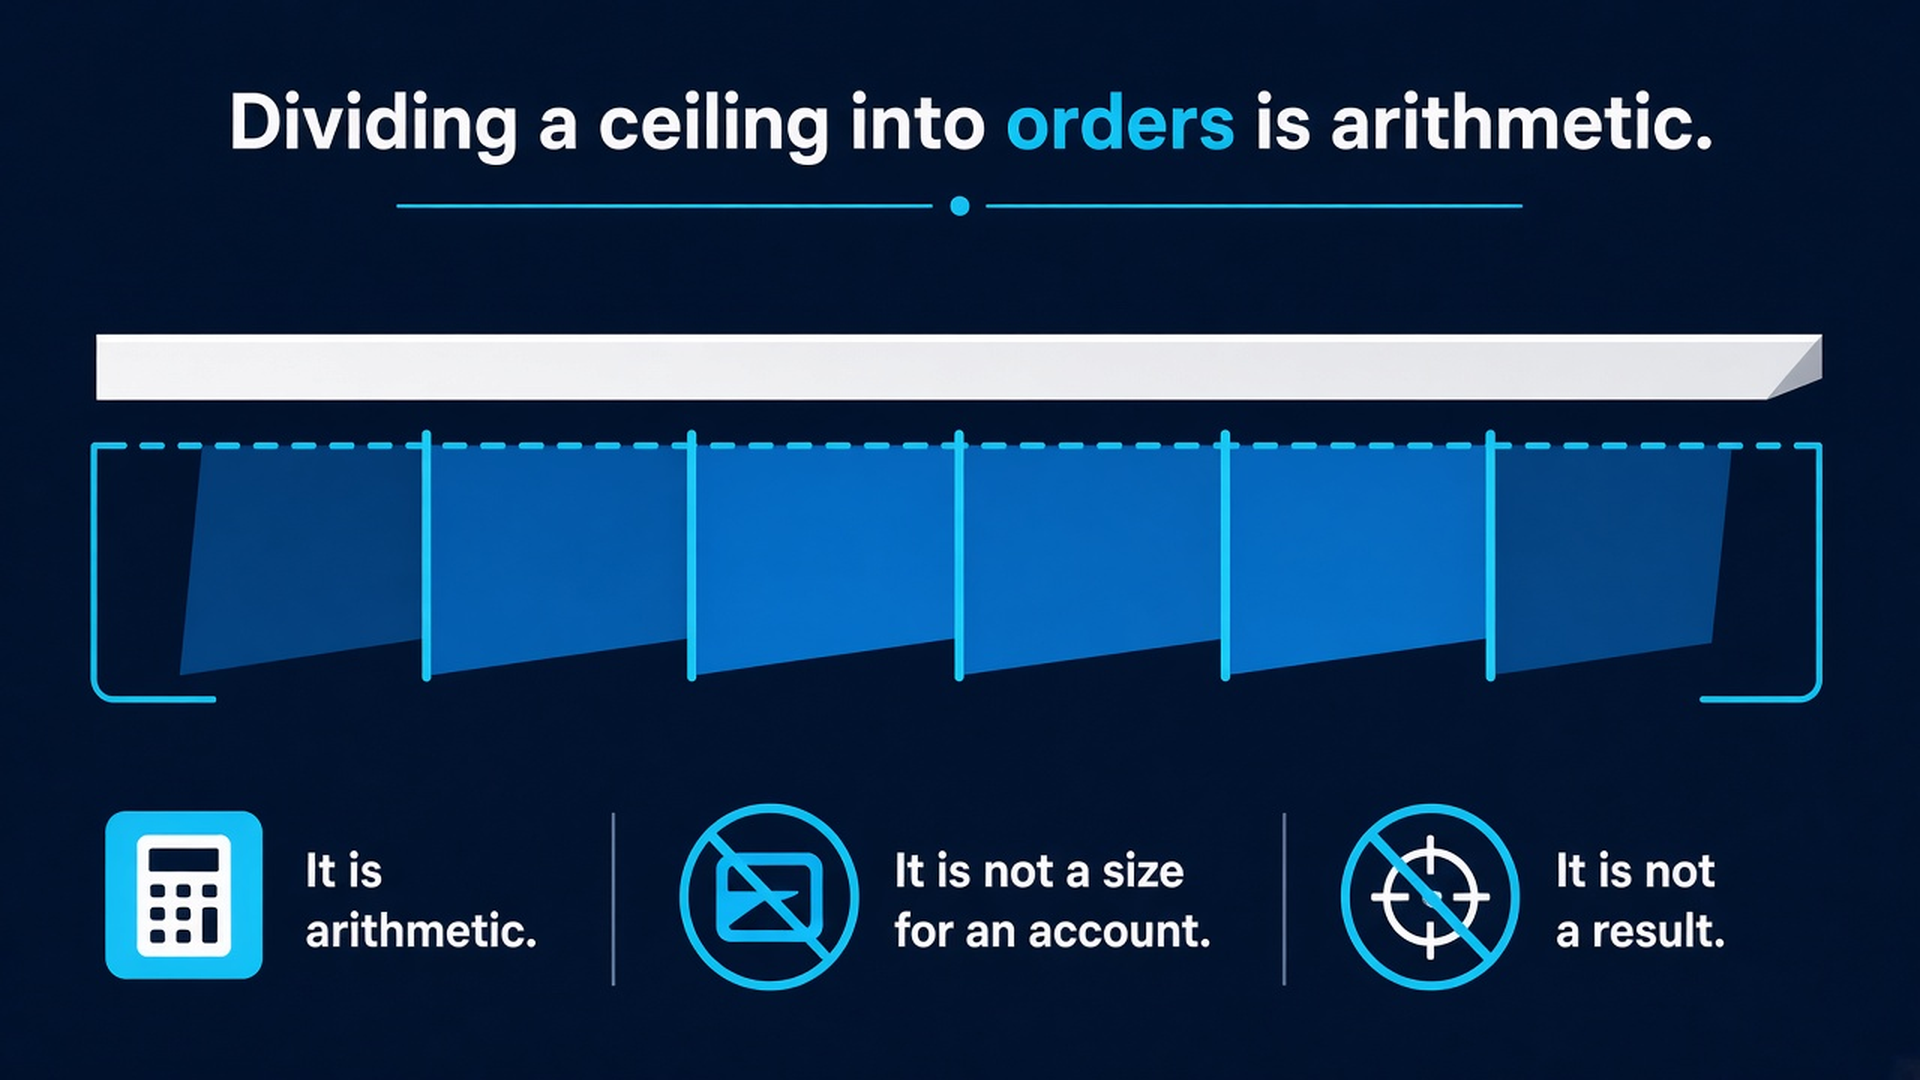 Dividing a ceiling into orders is arithmetic.
It is
arithmetic.
It is not a size
for an account.
It is not
a result.